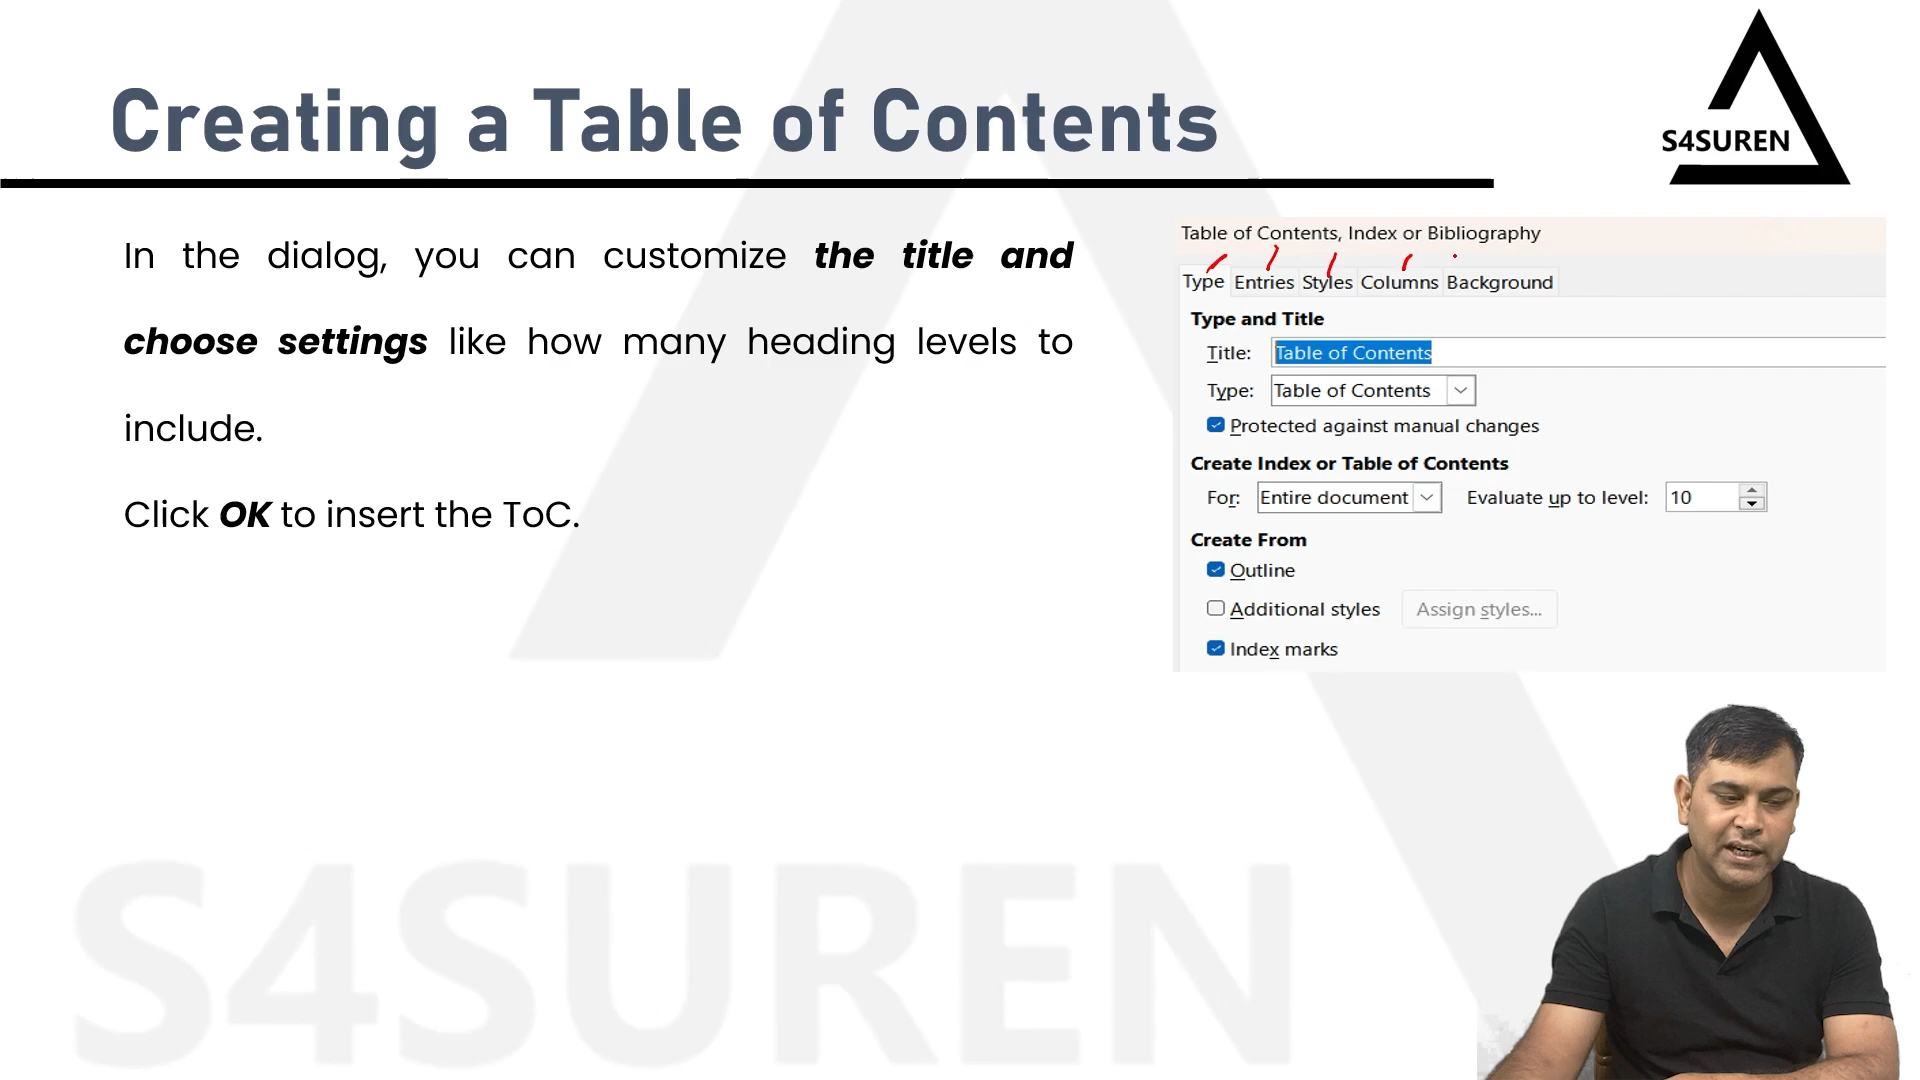 Creating a Table of Contents
S4SUREN
In the dialog, you can customize the title and
choose settings like how many heading levels to
include.
Click OK to insert the ToC.
Table of Contents, Index or Bibliography
Type Entries Styles Columns Background
Type and Title
Title: Table of Contents
Type: Table of Contents
Protected against manual changes
Create Index or Table of Contents
For: Entire document Evaluate up to level: 10
Create From
Outline
Additional styles Assign styles...
Index marks
S4SUREN